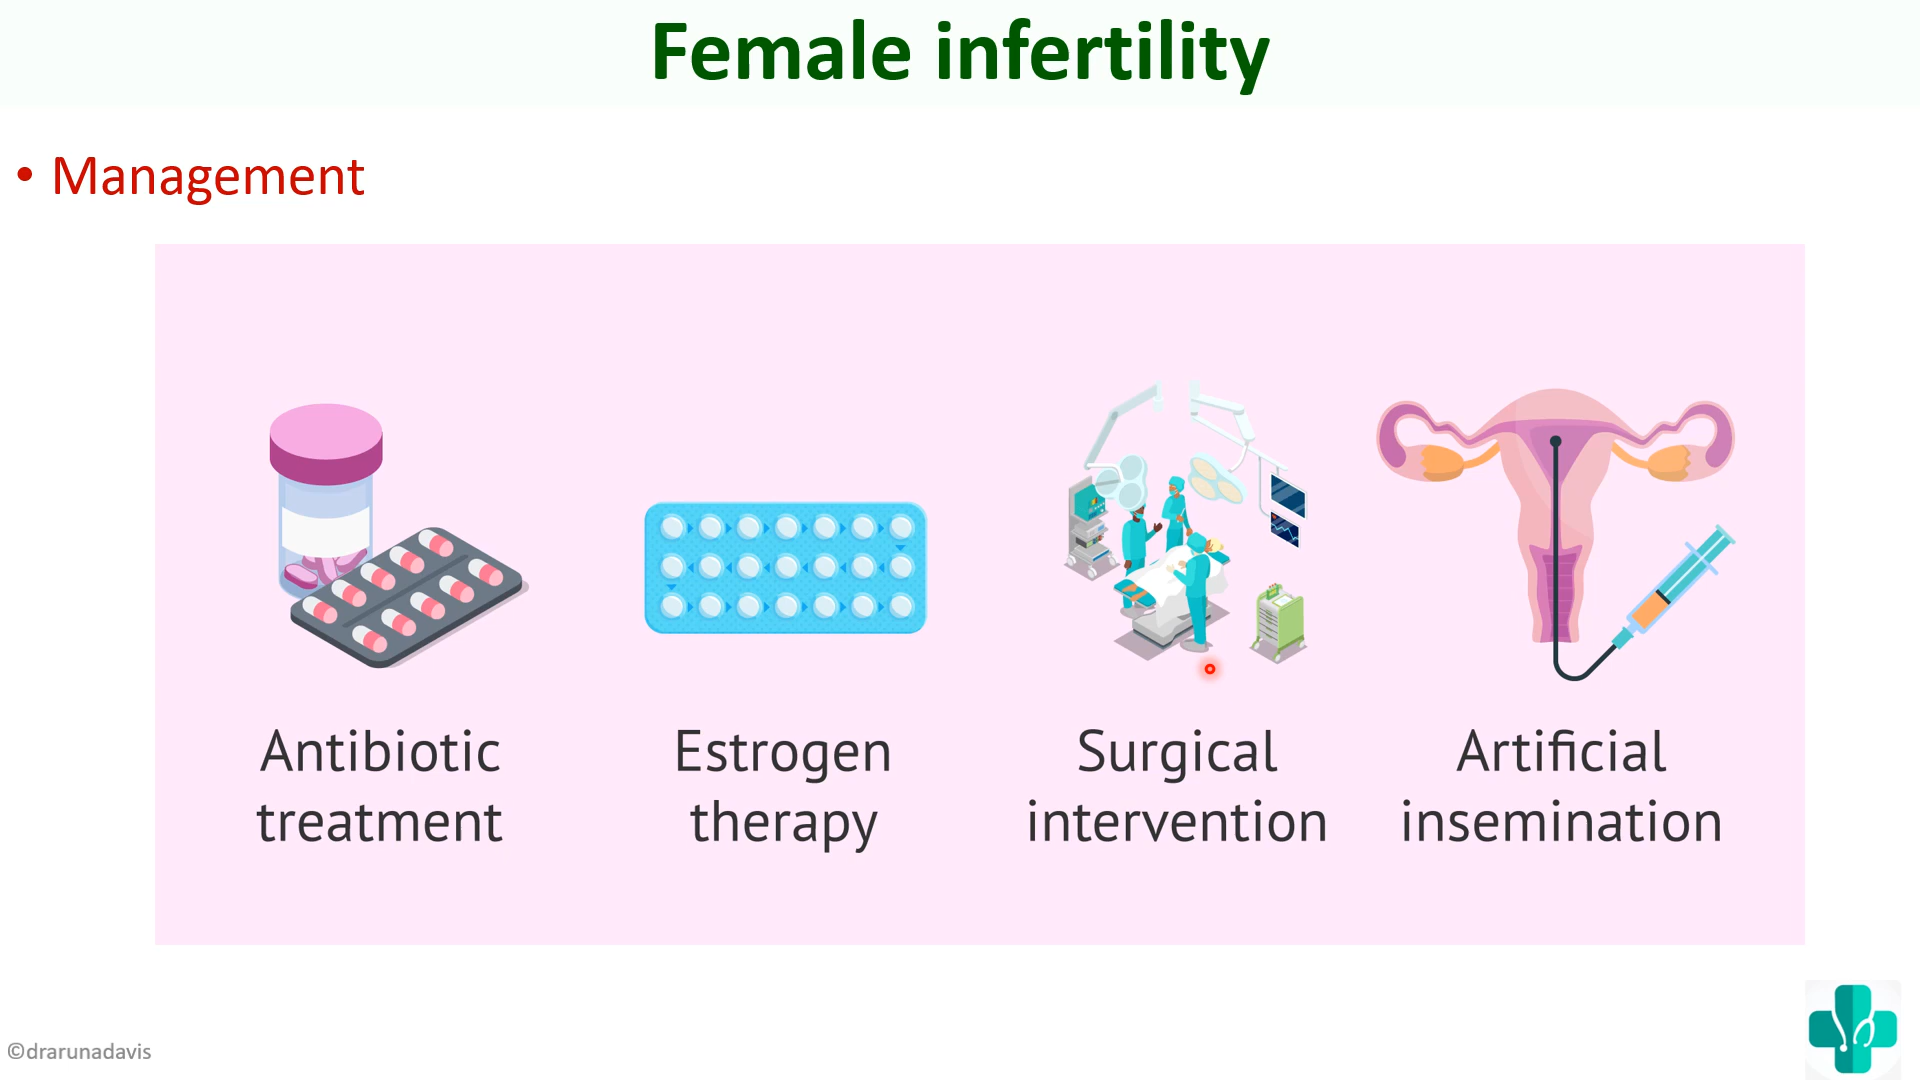 Female infertility
• Management
Antibiotic
treatment
Estrogen
therapy
Surgical
intervention
Artificial
insemination
©drarunadavis